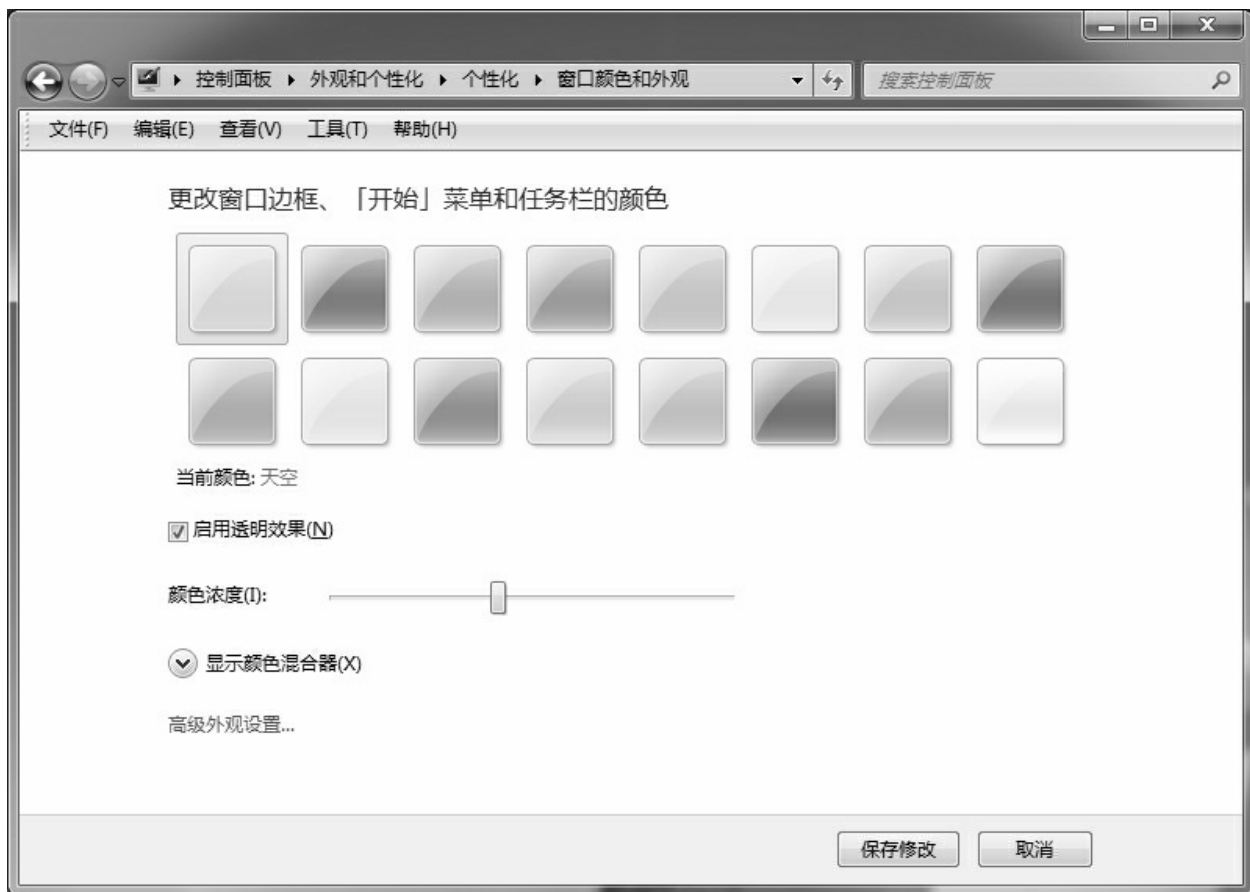 控制面板 外观和个性化 个性化 窗口颜色和外观 搜索控制面板
文件(F) 编辑(E) 查看(V) 工具(T) 帮助(H)
更改窗口边框、「开始」菜单和任务栏的颜色
当前颜色: 天空
启用透明效果(N)
颜色浓度(I):
显示颜色混合器(X)
高级外观设置...
保存修改 取消